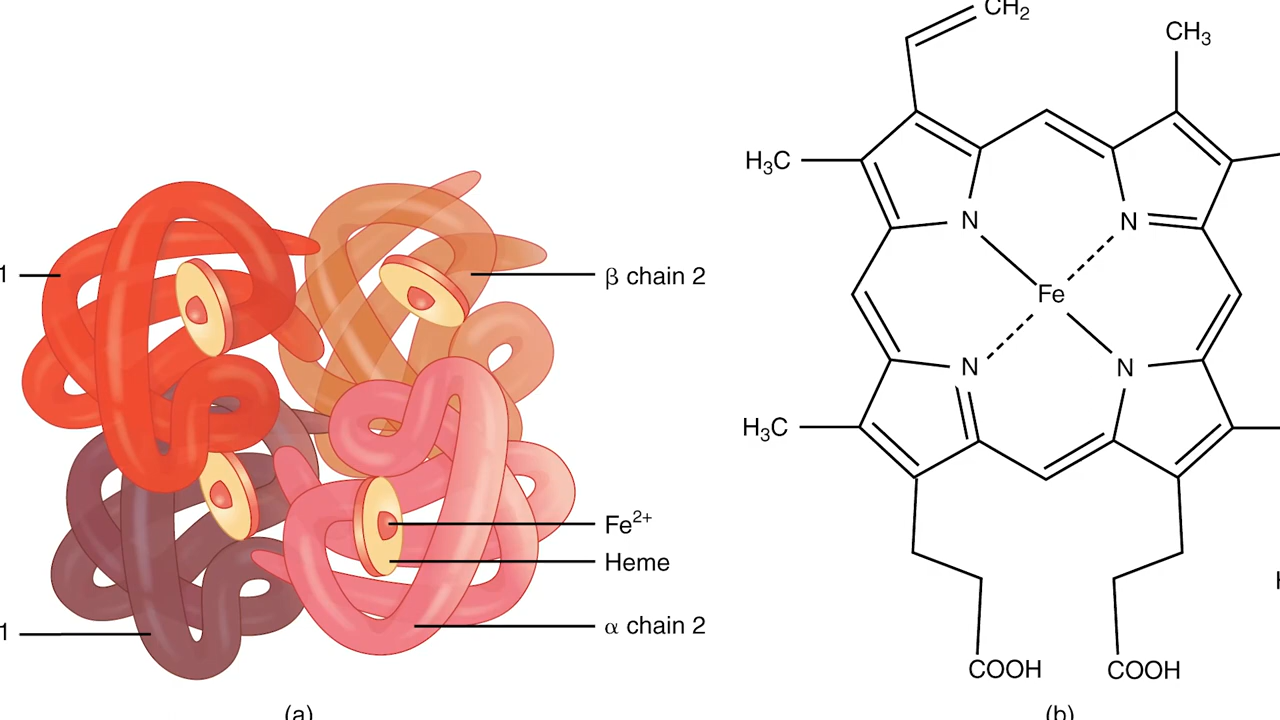 1
β chain 2
Fe2+
Heme
α chain 2
1
(a)
CH2
CH3
H3C
N
N
Fe
N
N
H3C
COOH
COOH
(b)